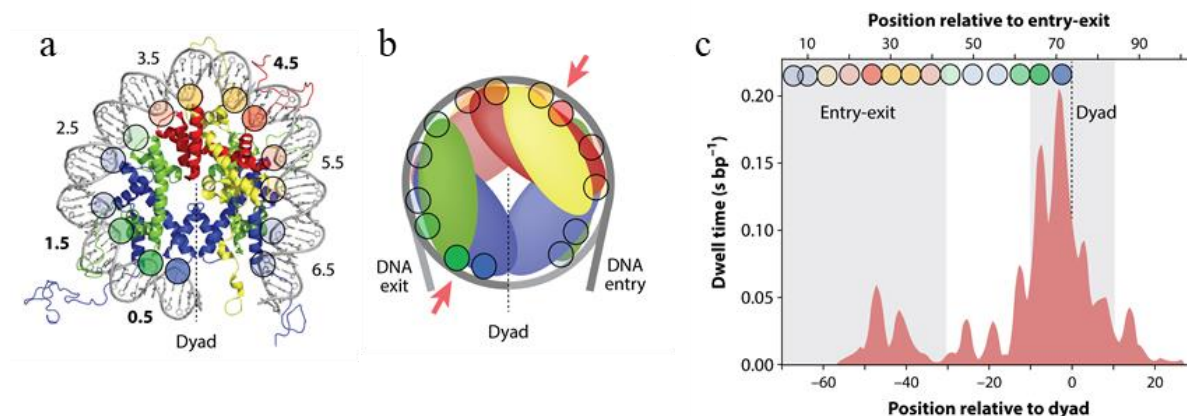 a
3.5
4.5
2.5
5.5
1.5
6.5
0.5
Dyad
b
DNA
exit
DNA
entry
Dyad
c
Position relative to entry-exit
10 30 50 70 90
Entry-exit
Dyad
Dwell time (s bp⁻¹)
0.20
0.15
0.10
0.05
0.00
−60 −40 −20 0 20
Position relative to dyad